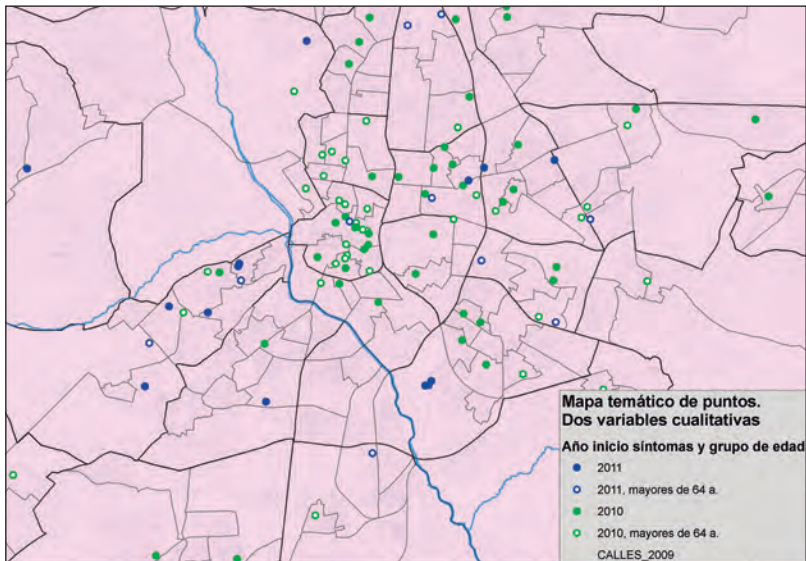 Mapa temático de puntos.
Dos variables cualitativas
Año inicio síntomas y grupo de edad
2011
2011, mayores de 64 a.
2010
2010, mayores de 64 a.
CALLES_2009